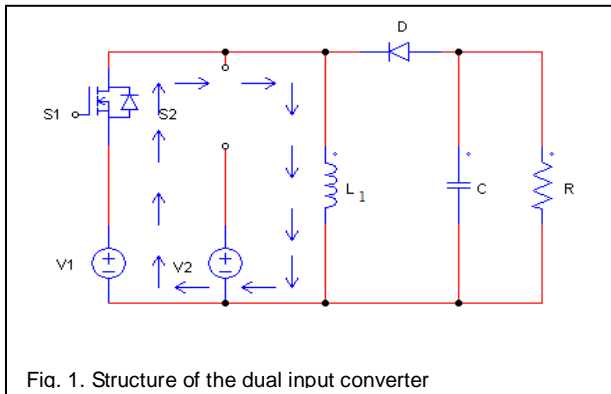 D
S1
S2
L1
C
R
V1
V2
Fig. 1. Structure of the dual input converter